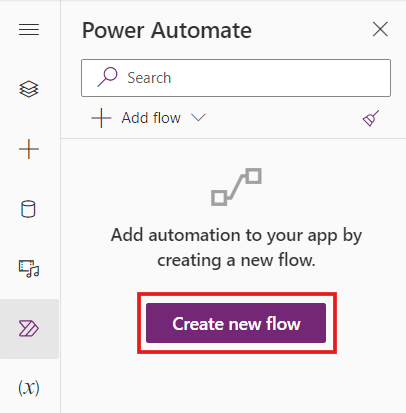 Power Automate
Search
Add flow
Add automation to your app by
creating a new flow.
Create new flow
(x)